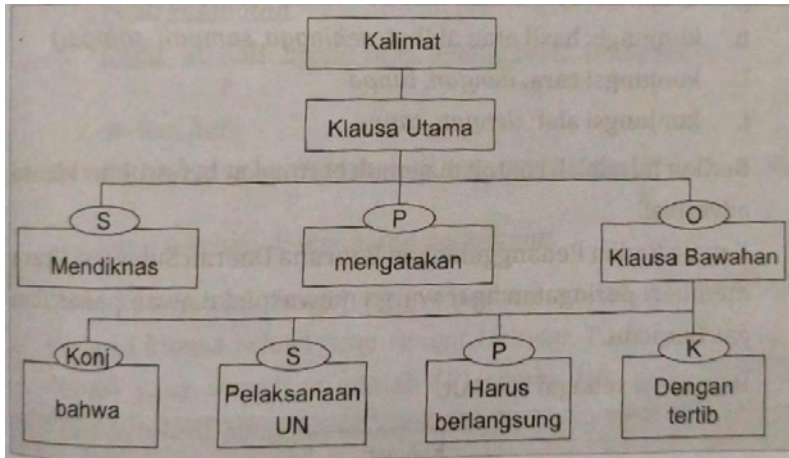 Kalimat
Klausa Utama
S
Mendiknas
P
mengatakan
O
Klausa Bawahan
Konj
bahwa
S
Pelaksanaan
UN
P
Harus
berlangsung
K
Dengan
tertib